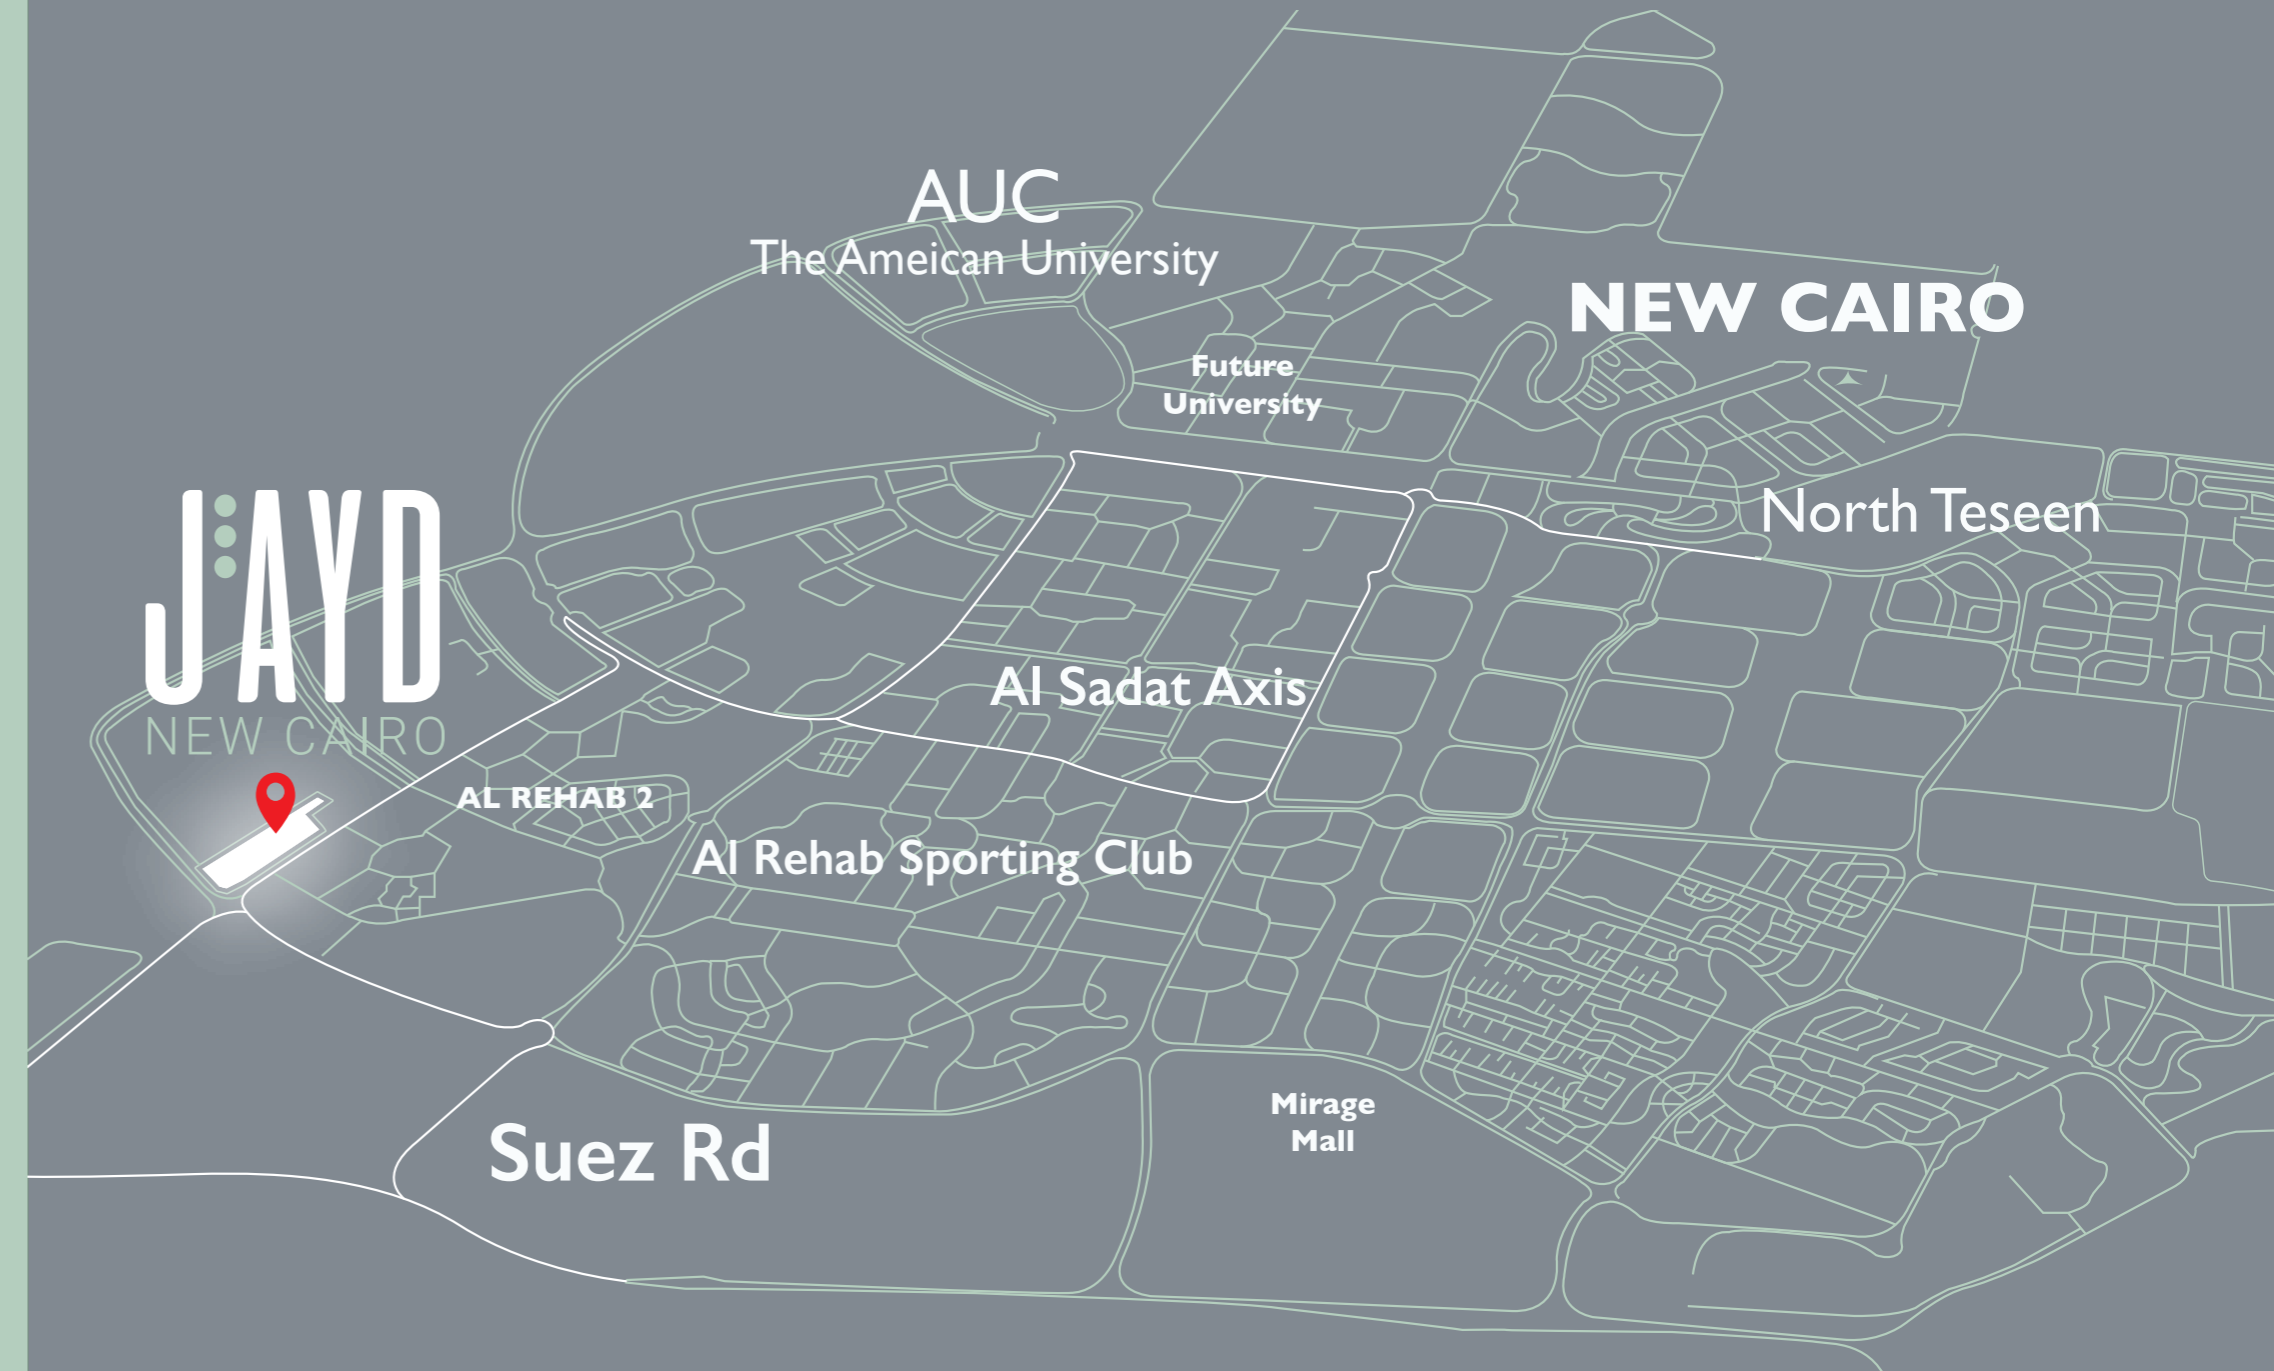 AUC
The Ameican University
NEW CAIRO
Future
University
North Teseen
JAYD
NEW CAIRO
Al Sadat Axis
AL REHAB 2
Al Rehab Sporting Club
Mirage
Mall
Suez Rd